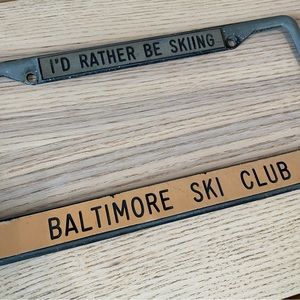 I'D RATHER BE SKIING
BALTIMORE SKI CLUB